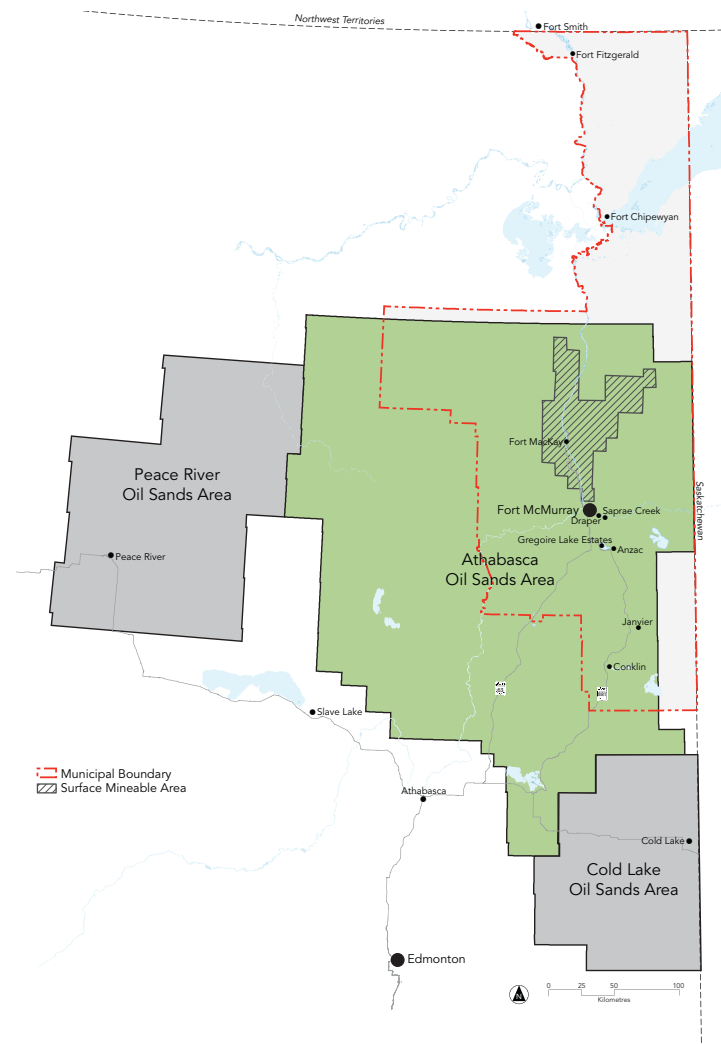 Northwest Territories
Fort Smith
Fort Fitzgerald
Fort Chipewyan
Fort MacKay
Peace River
Oil Sands Area
Saskatchewan
Fort McMurray
Saprae Creek
Draper
Gregoire Lake Estates
Anzac
Peace River
Athabasca
Oil Sands Area
Janvier
Conklin
Slave Lake
Municipal Boundary
Surface Mineable Area
Athabasca
Cold Lake
Cold Lake
Oil Sands Area
Edmonton
N
0 25 50 100
Kilometres